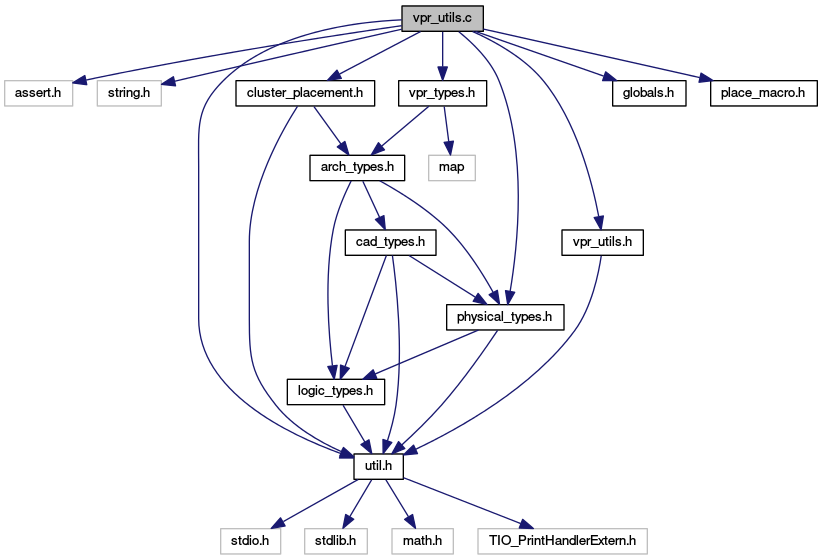 vpr_utils.c
assert.h
string.h
cluster_placement.h
vpr_types.h
globals.h
place_macro.h
arch_types.h
map
cad_types.h
vpr_utils.h
physical_types.h
logic_types.h
util.h
stdio.h
stdlib.h
math.h
TIO_PrintHandlerExtern.h